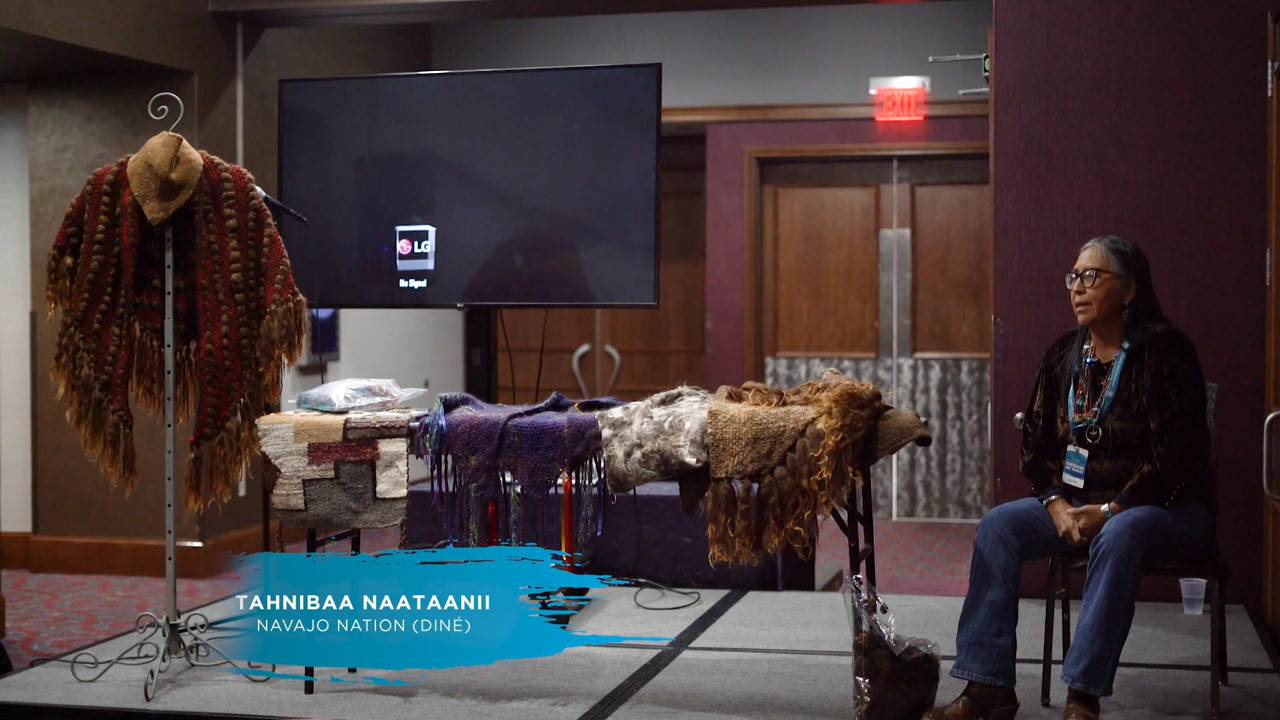 EXIT
LG
No Signal
TAHNIBAA NAATAANII
NAVAJO NATION (DINÉ)